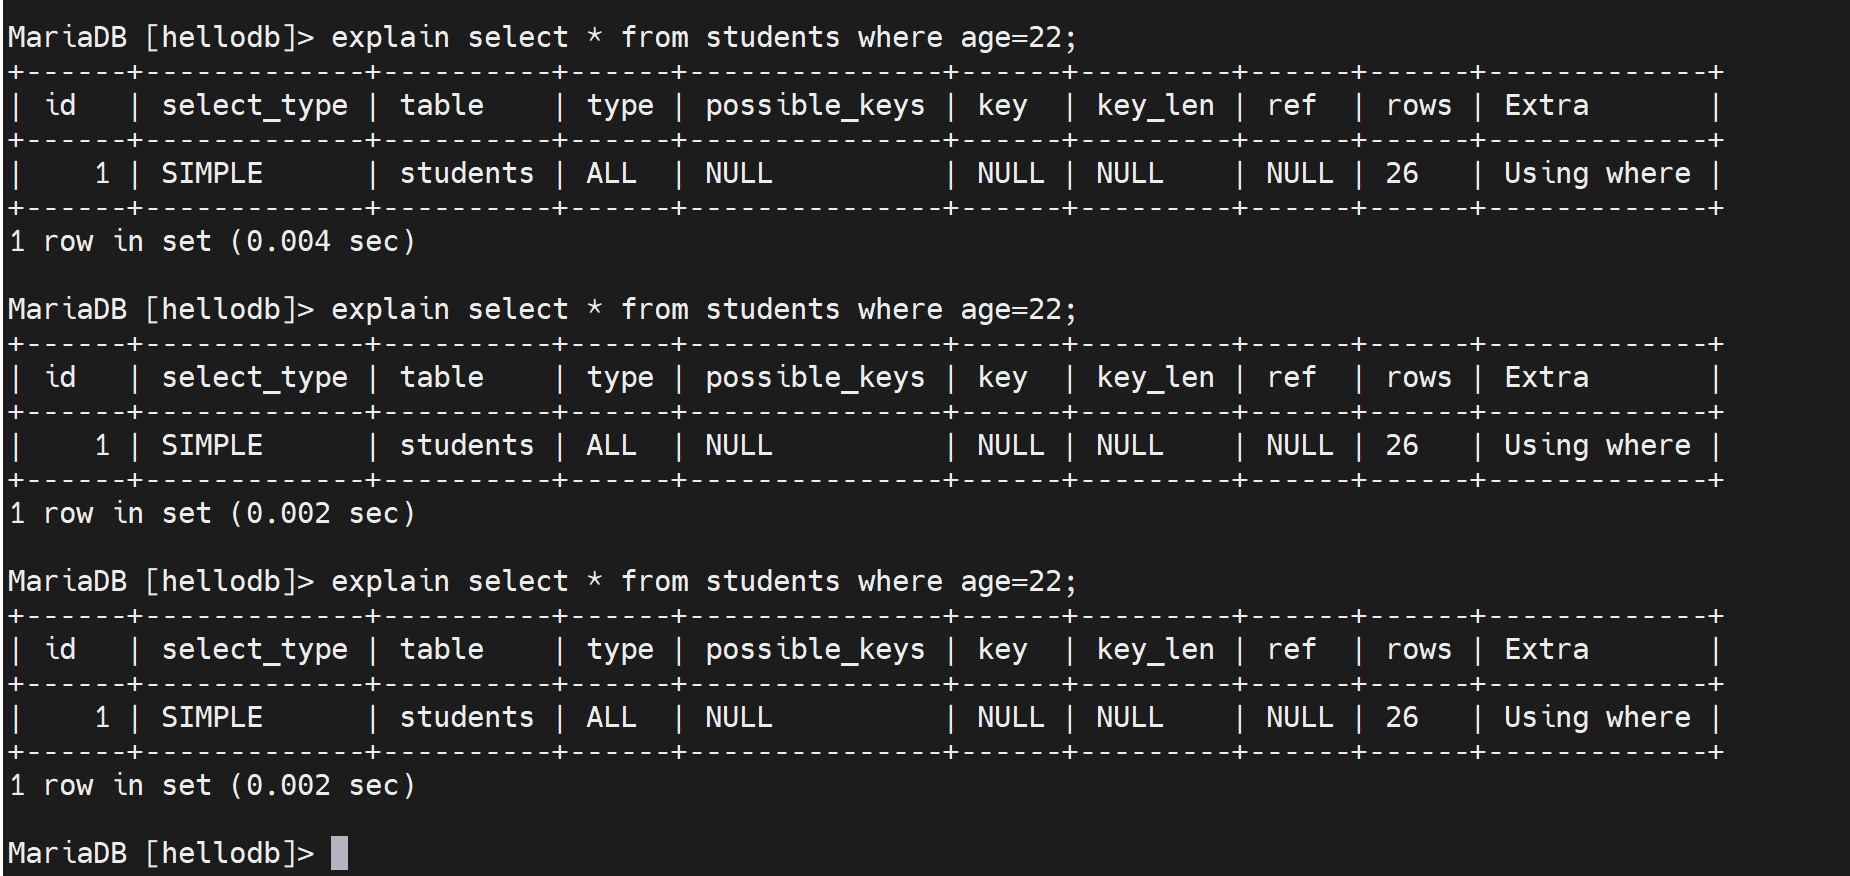 MariaDB [hellodb]> explain select * from students where age=22;
+------+-------------+----------+------+---------------+------+---------+------+------+-------------+
| id   | select_type | table    | type | possible_keys | key  | key_len | ref  | rows | Extra       |
+------+-------------+----------+------+---------------+------+---------+------+------+-------------+
|    1 | SIMPLE      | students | ALL  | NULL          | NULL | NULL    | NULL | 26   | Using where |
+------+-------------+----------+------+---------------+------+---------+------+------+-------------+
1 row in set (0.004 sec)
MariaDB [hellodb]> explain select * from students where age=22;
+------+-------------+----------+------+---------------+------+---------+------+------+-------------+
| id   | select_type | table    | type | possible_keys | key  | key_len | ref  | rows | Extra       |
+------+-------------+----------+------+---------------+------+---------+------+------+-------------+
|    1 | SIMPLE      | students | ALL  | NULL          | NULL | NULL    | NULL | 26   | Using where |
+------+-------------+----------+------+---------------+------+---------+------+------+-------------+
1 row in set (0.002 sec)
MariaDB [hellodb]> explain select * from students where age=22;
+------+-------------+----------+------+---------------+------+---------+------+------+-------------+
| id   | select_type | table    | type | possible_keys | key  | key_len | ref  | rows | Extra       |
+------+-------------+----------+------+---------------+------+---------+------+------+-------------+
|    1 | SIMPLE      | students | ALL  | NULL          | NULL | NULL    | NULL | 26   | Using where |
+------+-------------+----------+------+---------------+------+---------+------+------+-------------+
1 row in set (0.002 sec)
MariaDB [hellodb]>